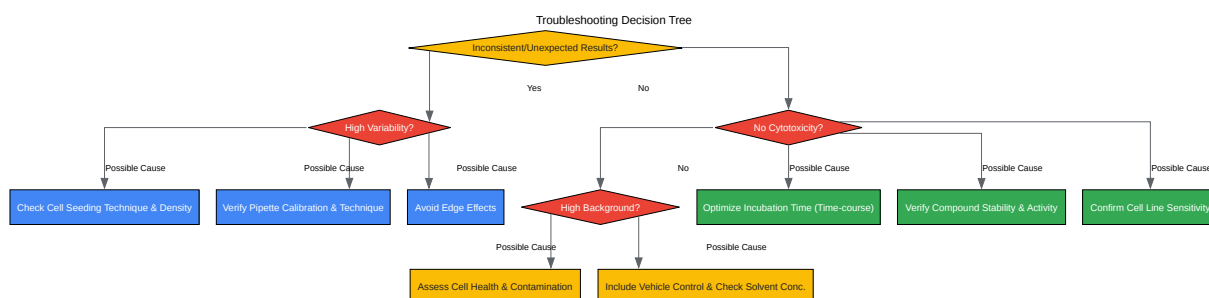 Troubleshooting Decision Tree
Inconsistent/Unexpected Results?
Yes
No
High Variability?
No Cytotoxicity?
Possible Cause
Possible Cause
Possible Cause
No
Possible Cause
Possible Cause
Possible Cause
Check Cell Seeding Technique & Density
Verify Pipette Calibration & Technique
Avoid Edge Effects
High Background?
Optimize Incubation Time (Time-course)
Verify Compound Stability & Activity
Confirm Cell Line Sensitivity
Possible Cause
Possible Cause
Assess Cell Health & Contamination
Include Vehicle Control & Check Solvent Conc.